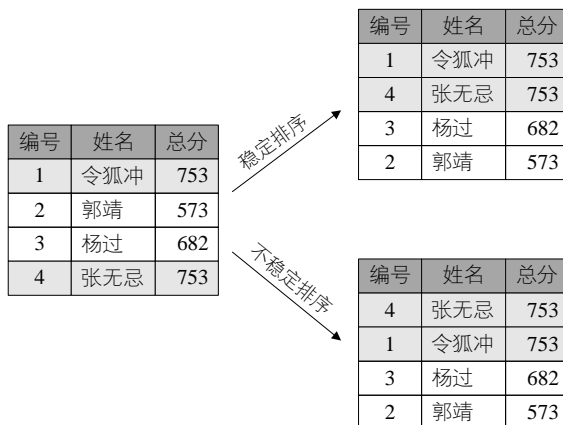 编号 姓名 总分
1 令狐冲 753
2 郭靖 573
3 杨过 682
4 张无忌 753
稳定排序
编号 姓名 总分
1 令狐冲 753
4 张无忌 753
3 杨过 682
2 郭靖 573
不稳定排序
编号 姓名 总分
4 张无忌 753
1 令狐冲 753
3 杨过 682
2 郭靖 573